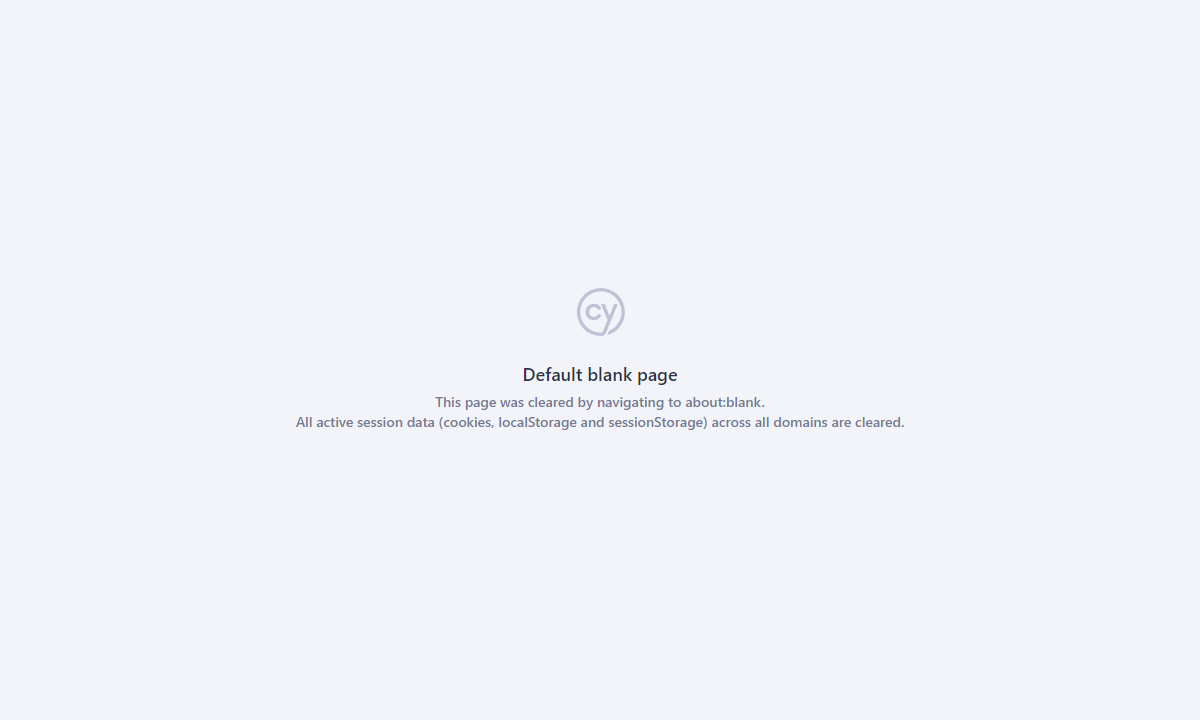 cy
Default blank page
This page was cleared by navigating to about:blank.
All active session data (cookies, localStorage and sessionStorage) across all domains are cleared.